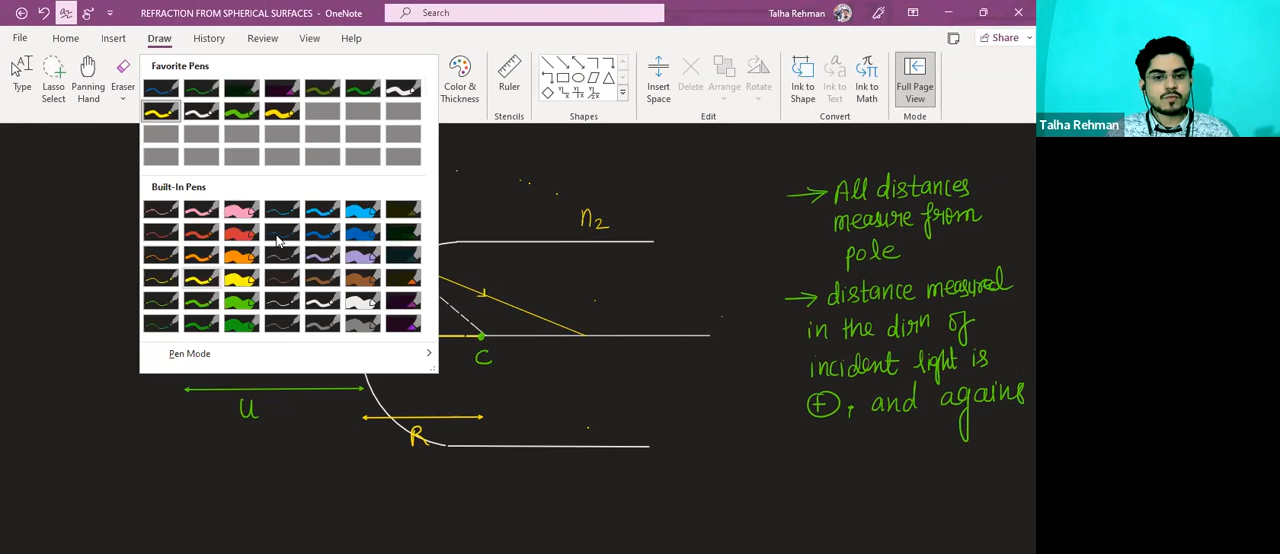 REFRACTION FROM SPHERICAL SURFACES - OneNote
Search
Talha Rehman
File
Home
Insert
Draw
History
Review
View
Help
Share
Type
Lasso Select
Panning Hand
Eraser
Favorite Pens
Built-In Pens
Pen Mode
Color & Thickness
Ruler
Stencils
Shapes
Insert Space
Delete
Arrange
Rotate
Edit
Ink to Shape
Ink to Text
Ink to Math
Convert
Full Page View
Mode
Talha Rehman
n2
C
u
R
→ All distances
measure from
pole
→ distance measured
in the dirn of
incident light is
⊕, and agains